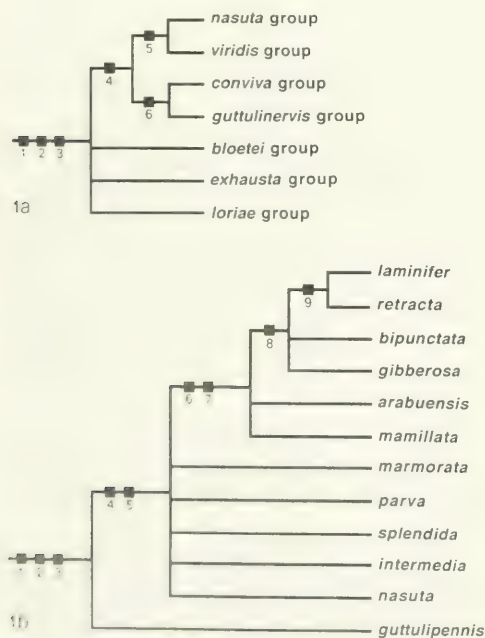 nasuta group
5
viridis group
4
conviva group
6
guttulinervis group
1 2 3
bloetei group
exhausta group
1a
loriae group
laminifer
9
retracta
8
bipunctata
gibberosa
6 7
arabuensis
mamillata
marmorata
4 5
parva
splendida
1 2 3
intermedia
nasuta
1b
guttulipennis